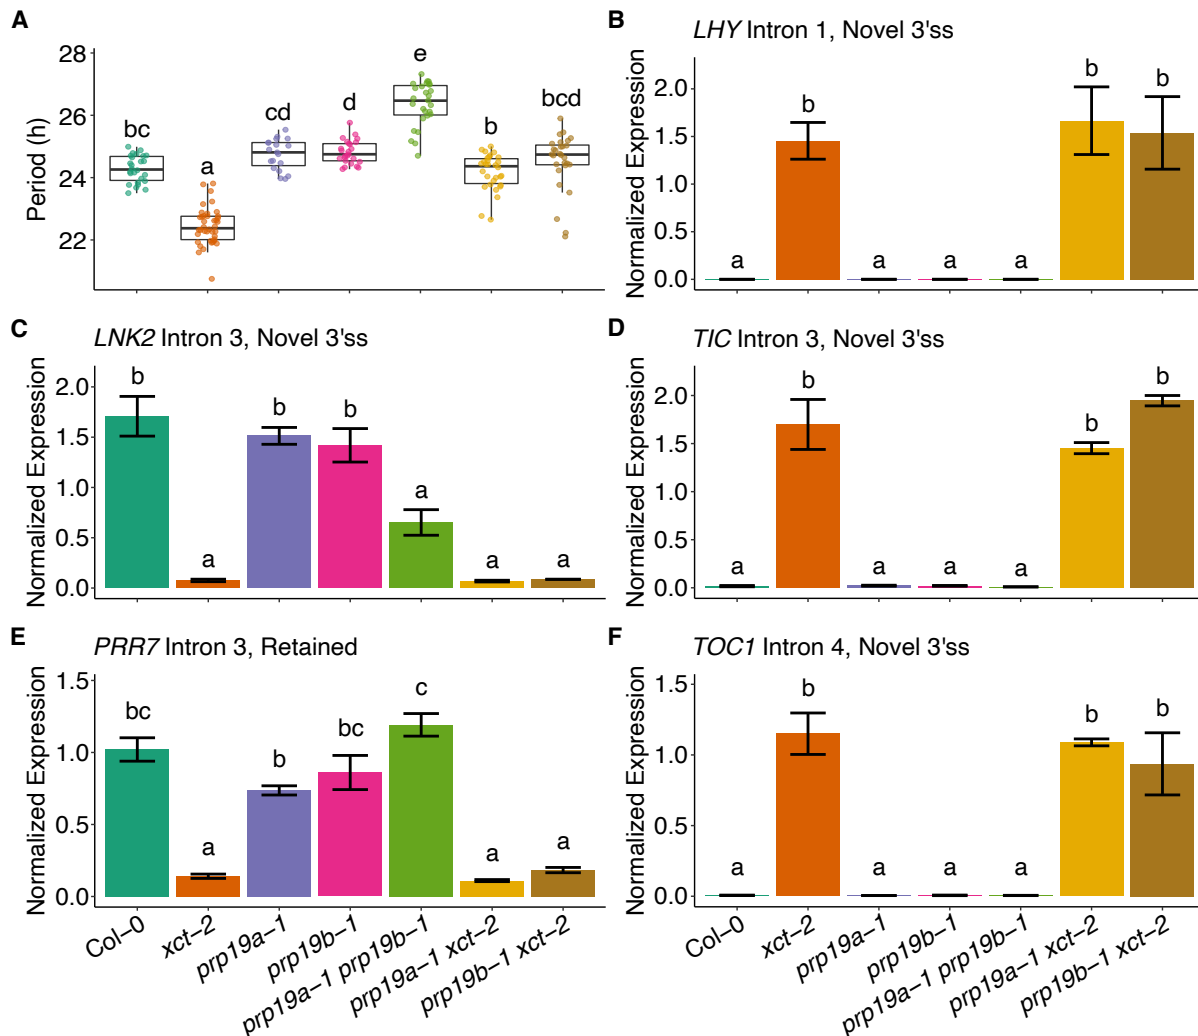 A
Period (h)
28
26
24
22
bc
a
cd
d
e
b
bcd
B
LHY Intron 1, Novel 3'ss
Normalized Expression
2.0
1.5
1.0
0.5
0.0
a
b
a
a
a
b
b
C
LNK2 Intron 3, Novel 3'ss
Normalized Expression
2.0
1.5
1.0
0.5
0.0
b
a
b
b
a
a
a
D
TIC Intron 3, Novel 3'ss
Normalized Expression
2.0
1.5
1.0
0.5
0.0
a
b
a
a
a
b
b
E
PRR7 Intron 3, Retained
Normalized Expression
1.5
1.0
0.5
0.0
bc
a
b
bc
c
a
a
Col-0
xct-2
prp19a-1
prp19b-1
prp19a-1 prp19b-1
prp19a-1 xct-2
prp19b-1 xct-2
F
TOC1 Intron 4, Novel 3'ss
Normalized Expression
1.5
1.0
0.5
0.0
a
b
a
a
a
b
b
Col-0
xct-2
prp19a-1
prp19b-1
prp19a-1 prp19b-1
prp19a-1 xct-2
prp19b-1 xct-2